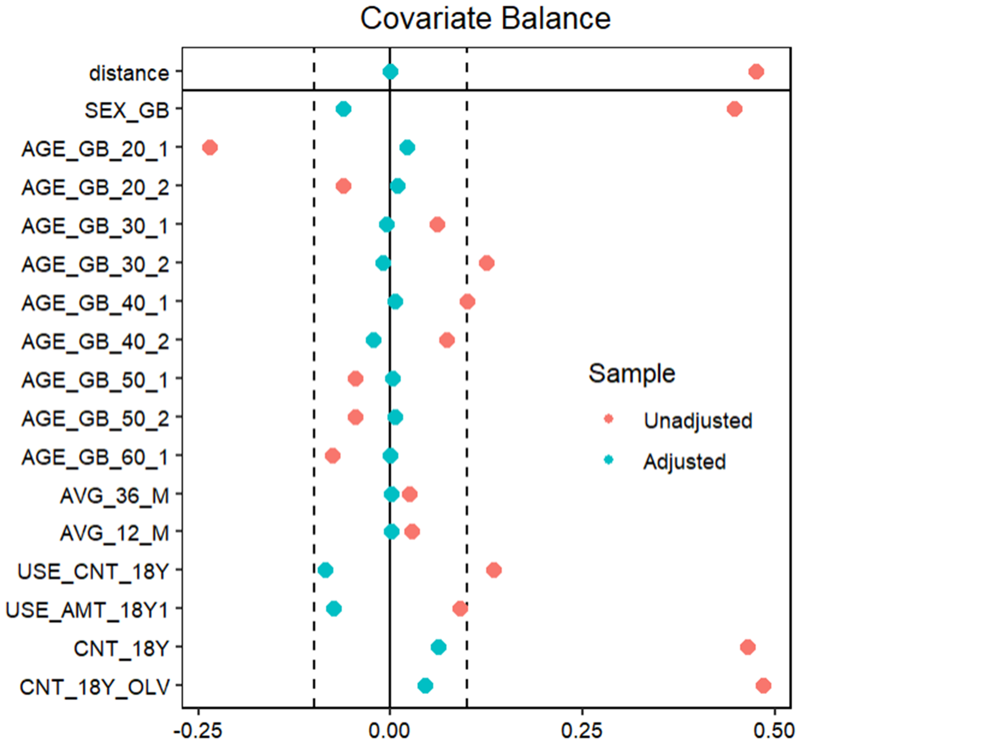 Covariate Balance
distance
SEX_GB
AGE_GB_20_1
AGE_GB_20_2
AGE_GB_30_1
AGE_GB_30_2
AGE_GB_40_1
AGE_GB_40_2
AGE_GB_50_1
AGE_GB_50_2
AGE_GB_60_1
AVG_36_M
AVG_12_M
USE_CNT_18Y
USE_AMT_18Y1
CNT_18Y
CNT_18Y_OLV
Sample
Unadjusted
Adjusted
-0.25 0.00 0.25 0.50